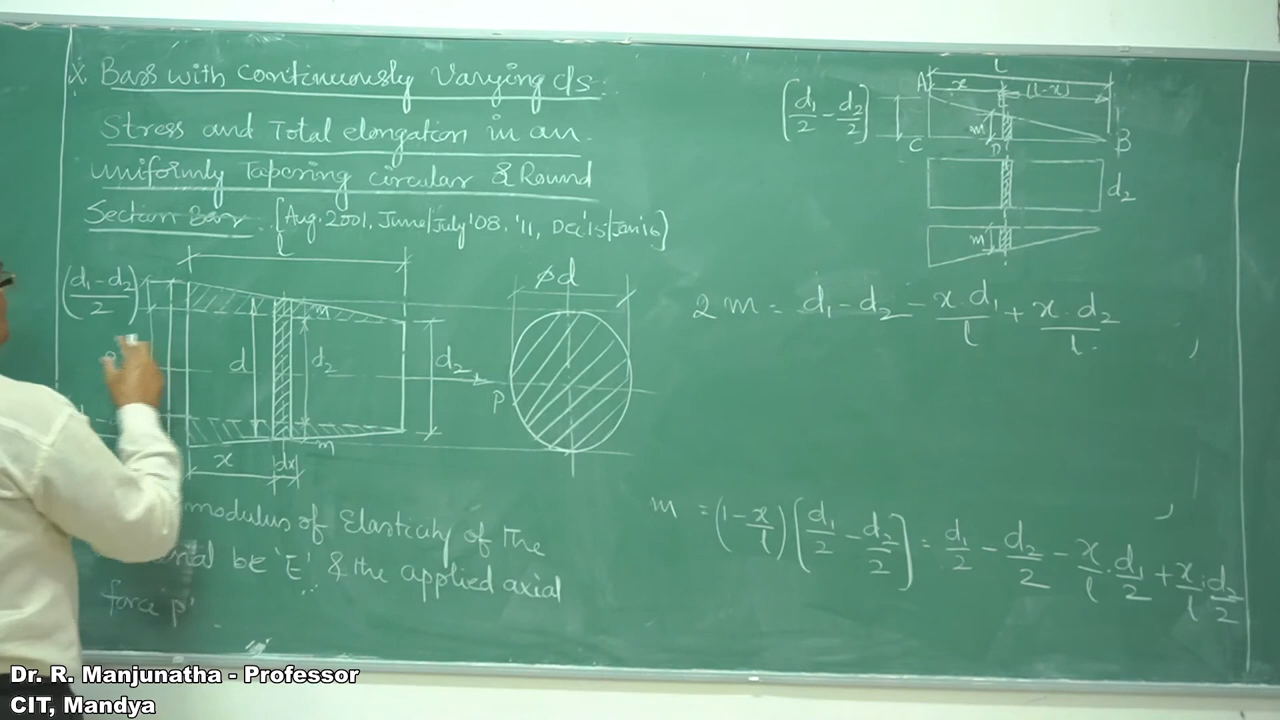 X. Bars with Continuously Varying c/s.
Stress and Total elongation in an
uniformly Tapering circular & Round
Section Bars. [Aug. 2001, June/July '08, '11, Dec '15/Jan 16]
l
(d₁ - d₂ / 2)
m
d
d₂
d₂
P
m
x
dx
ød
modulus of Elasticity of the
be 'E' & the applied axial
force p'
[d₁/2 - d₂/2]
L
A
x
(l-x)
m
C
D
B
d₂
m
2m = d₁ - d₂ - x.d₁/l + x.d₂/l
m = (1 - x/l) [d₁/2 - d₂/2] = d₁/2 - d₂/2 - x/l . d₁/2 + x/l . d₂/2
Dr. R. Manjunatha - Professor
CIT, Mandya